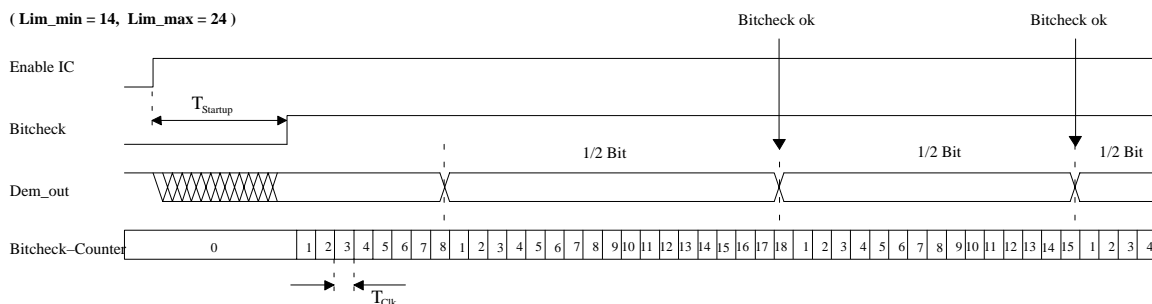 ( Lim_min = 14, Lim_max = 24 )
Bitcheck ok
Bitcheck ok
Enable IC
TStartup
Bitcheck
1/2 Bit
1/2 Bit
1/2 Bit
Dem_out
Bitcheck–Counter
0 1 2 3 4 5 6 7 8 1 2 3 4 5 6 7 8 9 10 11 12 13 14 15 16 17 18 1 2 3 4 5 6 7 8 9 10 11 12 13 14 15 1 2 3 4
TClk